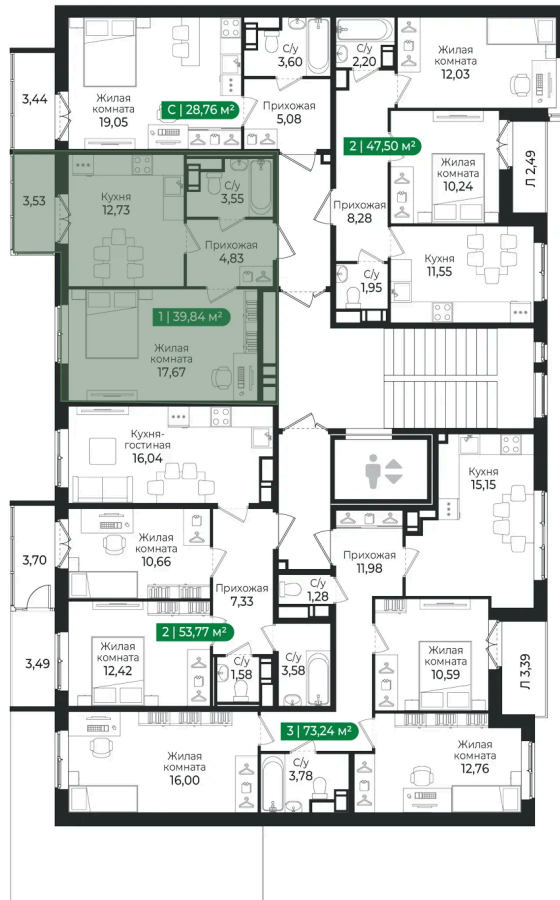 3,44
Жилая
комната
19,05
С | 28,76 м²
С/у
3,60
Прихожая
5,08
С/у
2,20
Жилая
комната
12,03
2 | 47,50 м²
Жилая
комната
10,24
Л 2,49
3,53
Кухня
12,73
С/у
3,55
Прихожая
4,83
Прихожая
8,28
С/у
1,95
Кухня
11,55
1 | 39,84 м²
Жилая
комната
17,67
Кухня-
гостиная
16,04
Кухня
15,15
3,70
Жилая
комната
10,66
Прихожая
7,33
Прихожая
11,98
С/у
1,28
3,49
Жилая
комната
12,42
2 | 53,77 м²
С/у
1,58
С/у
3,58
Жилая
комната
10,59
Л 3,39
3 | 73,24 м²
Жилая
комната
16,00
С/у
3,78
Жилая
комната
12,76